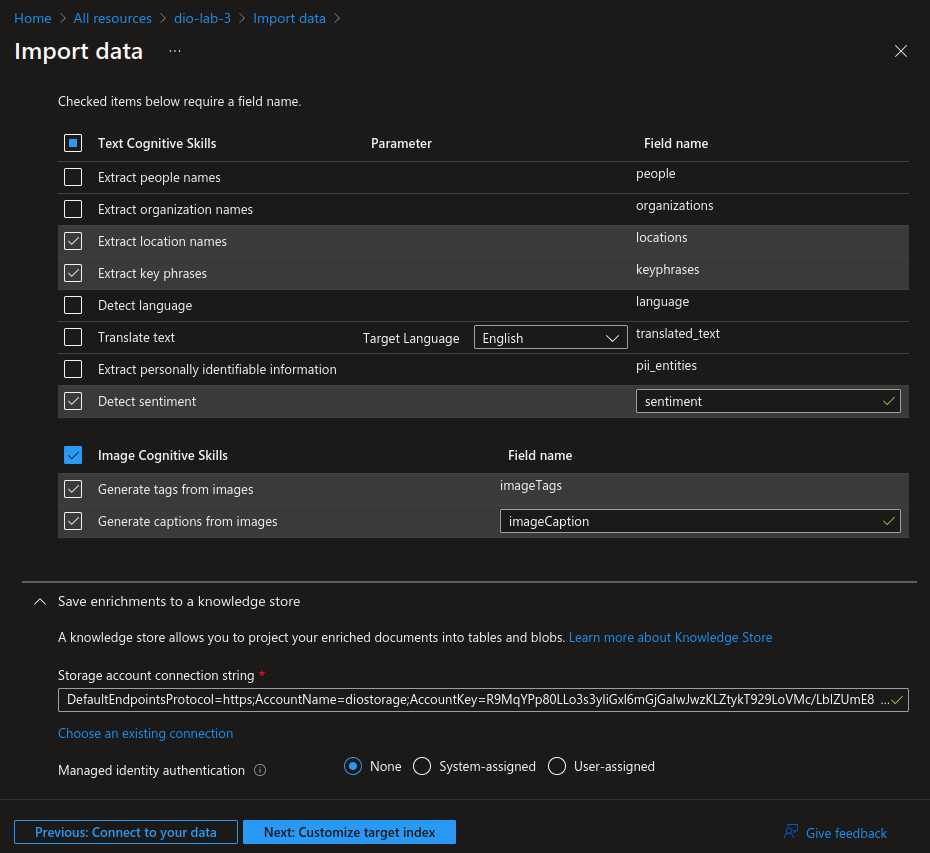 Home > All resources > dio-lab-3 > Import data >
Import data ...
Checked items below require a field name.
Text Cognitive Skills Parameter Field name
Extract people names people
Extract organization names organizations
Extract location names locations
Extract key phrases keyphrases
Detect language language
Translate text Target Language English translated_text
Extract personally identifiable information pii_entities
Detect sentiment sentiment
Image Cognitive Skills Field name
Generate tags from images imageTags
Generate captions from images imageCaption
Save enrichments to a knowledge store
A knowledge store allows you to project your enriched documents into tables and blobs. Learn more about Knowledge Store
Storage account connection string *
DefaultEndpointsProtocol=https;AccountName=diostorage;AccountKey= ...
Choose an existing connection
Managed identity authentication None System-assigned User-assigned
Previous: Connect to your data Next: Customize target index Give feedback